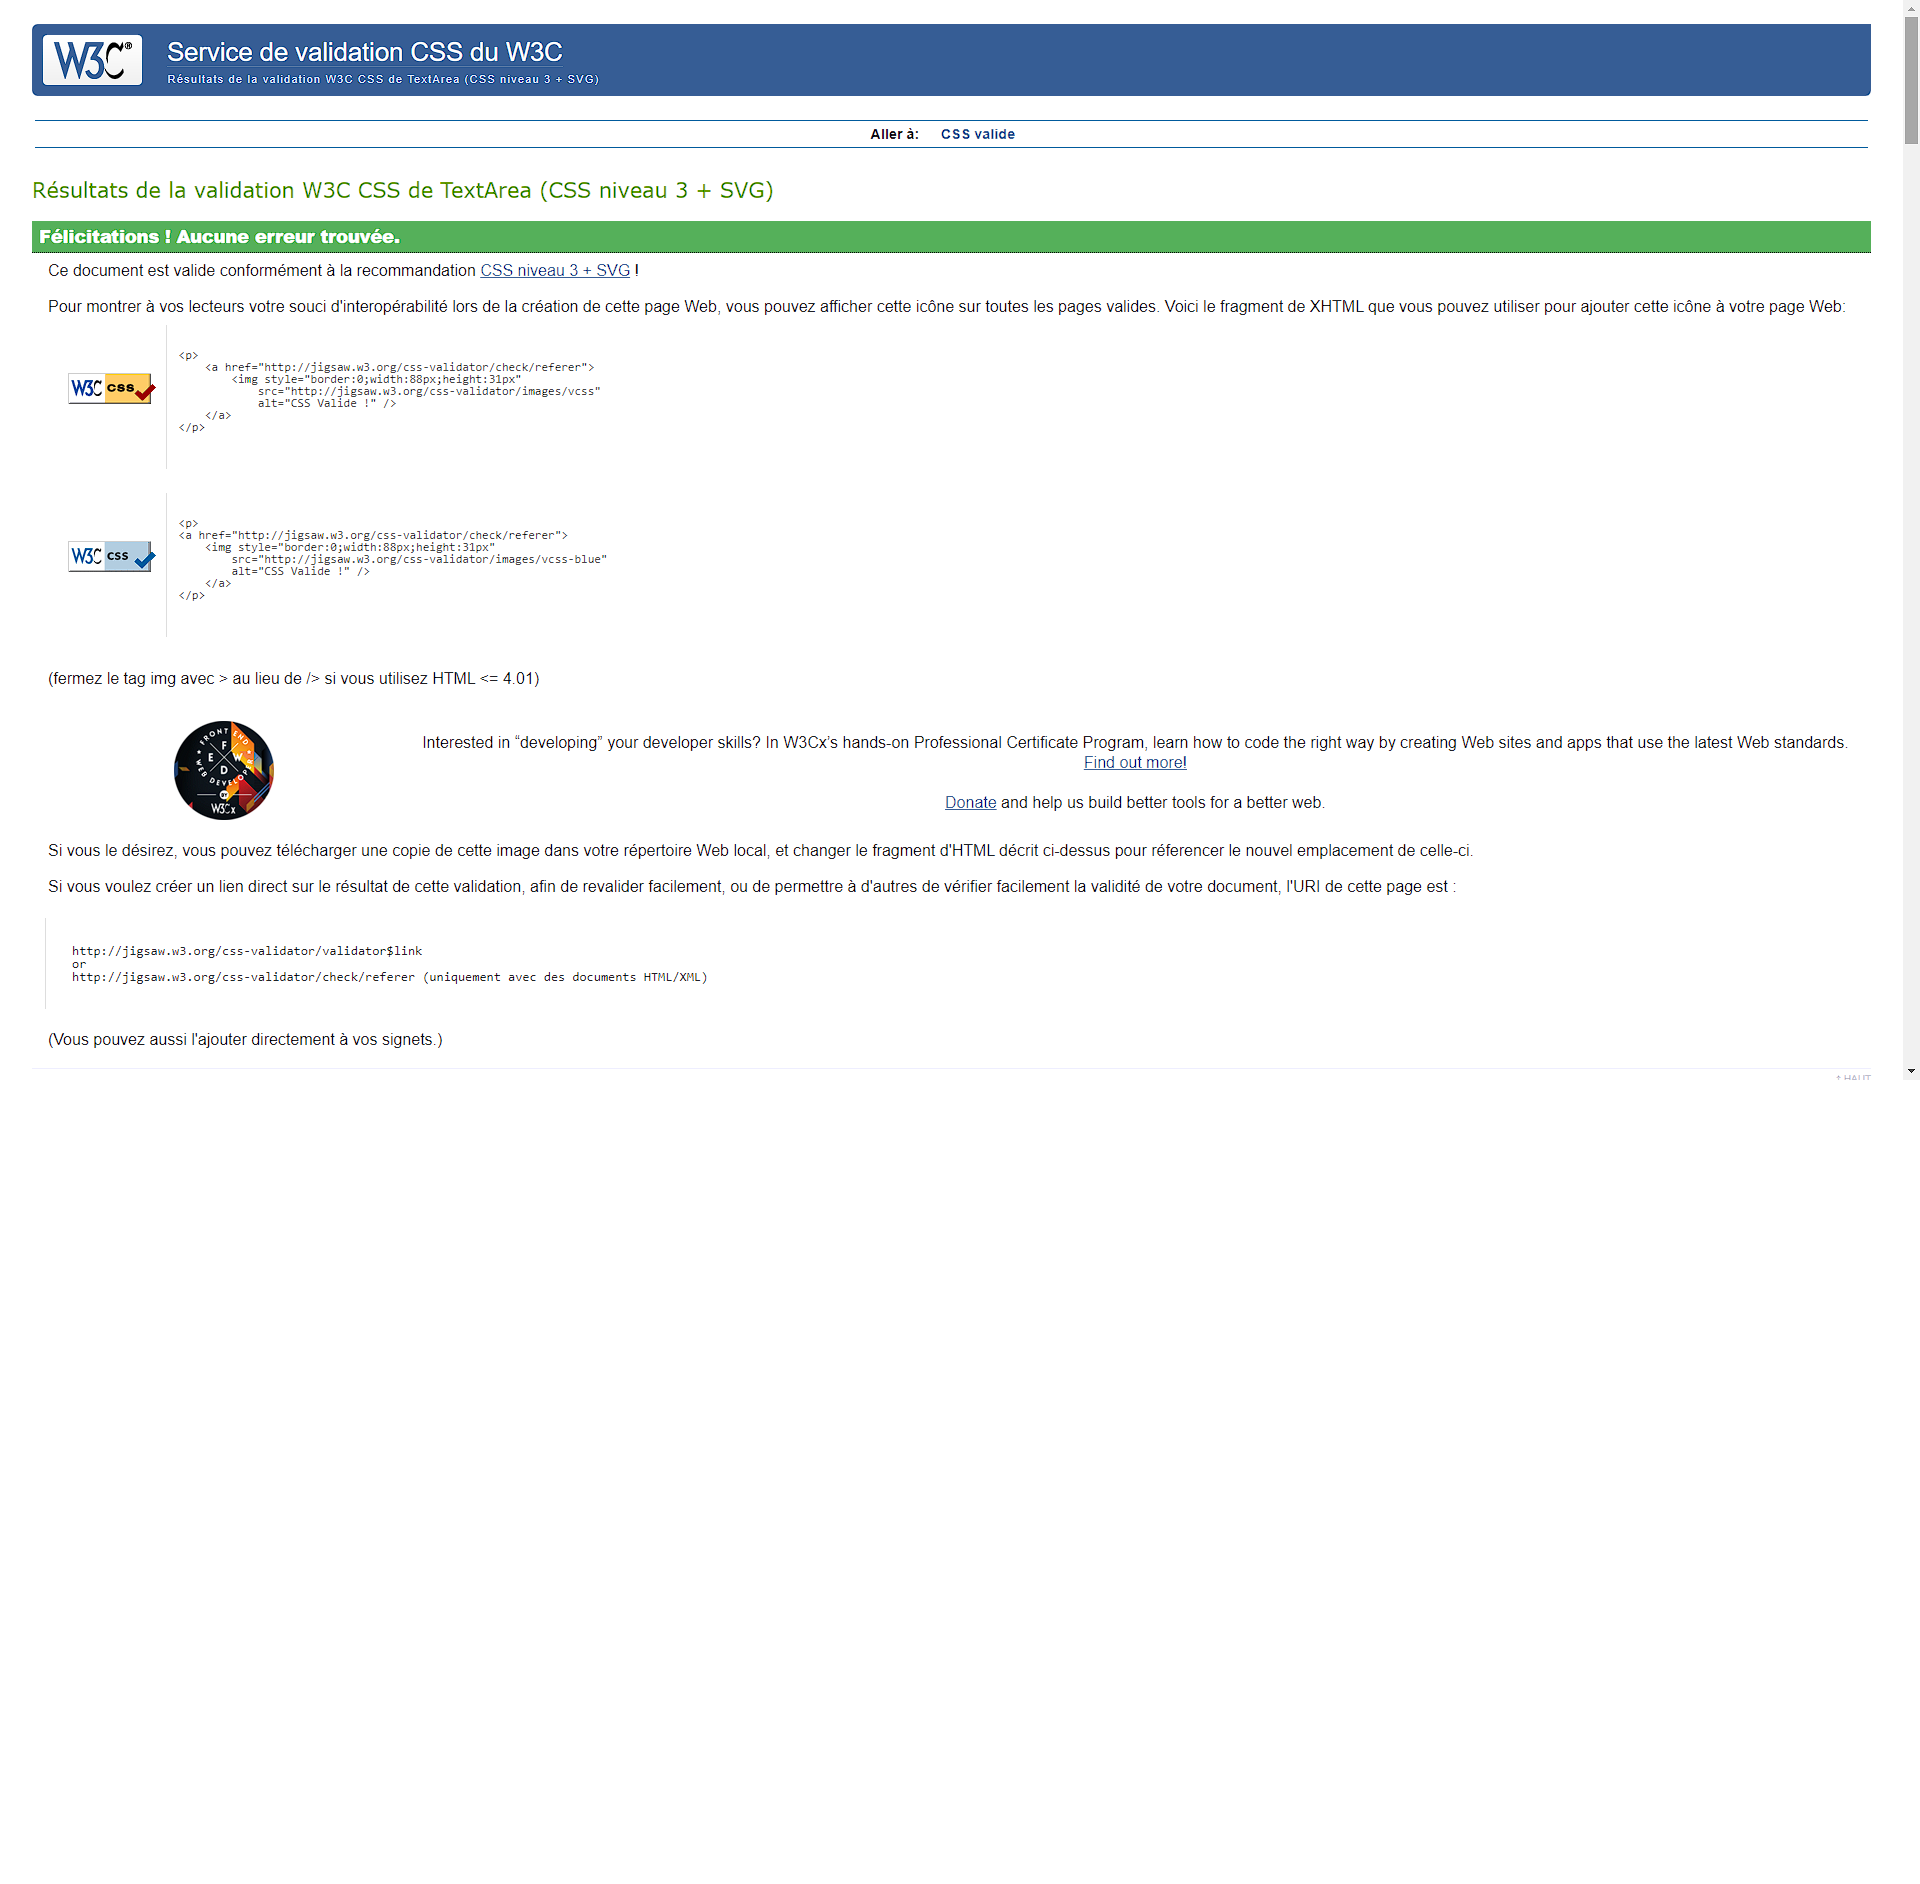 W3C®
Service de validation CSS du W3C
Résultats de la validation W3C CSS de TextArea (CSS niveau 3 + SVG)
Aller à: CSS valide
Résultats de la validation W3C CSS de TextArea (CSS niveau 3 + SVG)
Félicitations ! Aucune erreur trouvée.
Ce document est valide conformément à la recommandation CSS niveau 3 + SVG !
Pour montrer à vos lecteurs votre souci d'interopérabilité lors de la création de cette page Web, vous pouvez afficher cette icône sur toutes les pages valides. Voici le fragment de XHTML que vous pouvez utiliser pour ajouter cette icône à votre page Web:
W3C css
<p>
    <a href="http://jigsaw.w3.org/css-validator/check/referer">
        <img style="border:0;width:88px;height:31px"
            src="http://jigsaw.w3.org/css-validator/images/vcss"
            alt="CSS Valide !" />
    </a>
</p>
W3C css
<p>
<a href="http://jigsaw.w3.org/css-validator/check/referer">
    <img style="border:0;width:88px;height:31px"
        src="http://jigsaw.w3.org/css-validator/images/vcss-blue"
        alt="CSS Valide !" />
    </a>
</p>
(fermez le tag img avec > au lieu de /> si vous utilisez HTML <= 4.01)
FRONT END
WEB DEVELOPER
F
E W
D
W3Cx
Interested in “developing” your developer skills? In W3Cx’s hands-on Professional Certificate Program, learn how to code the right way by creating Web sites and apps that use the latest Web standards.
Find out more!
Donate and help us build better tools for a better web.
Si vous le désirez, vous pouvez télécharger une copie de cette image dans votre répertoire Web local, et changer le fragment d'HTML décrit ci-dessus pour réferencer le nouvel emplacement de celle-ci.
Si vous voulez créer un lien direct sur le résultat de cette validation, afin de revalider facilement, ou de permettre à d'autres de vérifier facilement la validité de votre document, l'URI de cette page est :
http://jigsaw.w3.org/css-validator/validator$link
or
http://jigsaw.w3.org/css-validator/check/referer (uniquement avec des documents HTML/XML)
(Vous pouvez aussi l'ajouter directement à vos signets.)
↑ HAUT